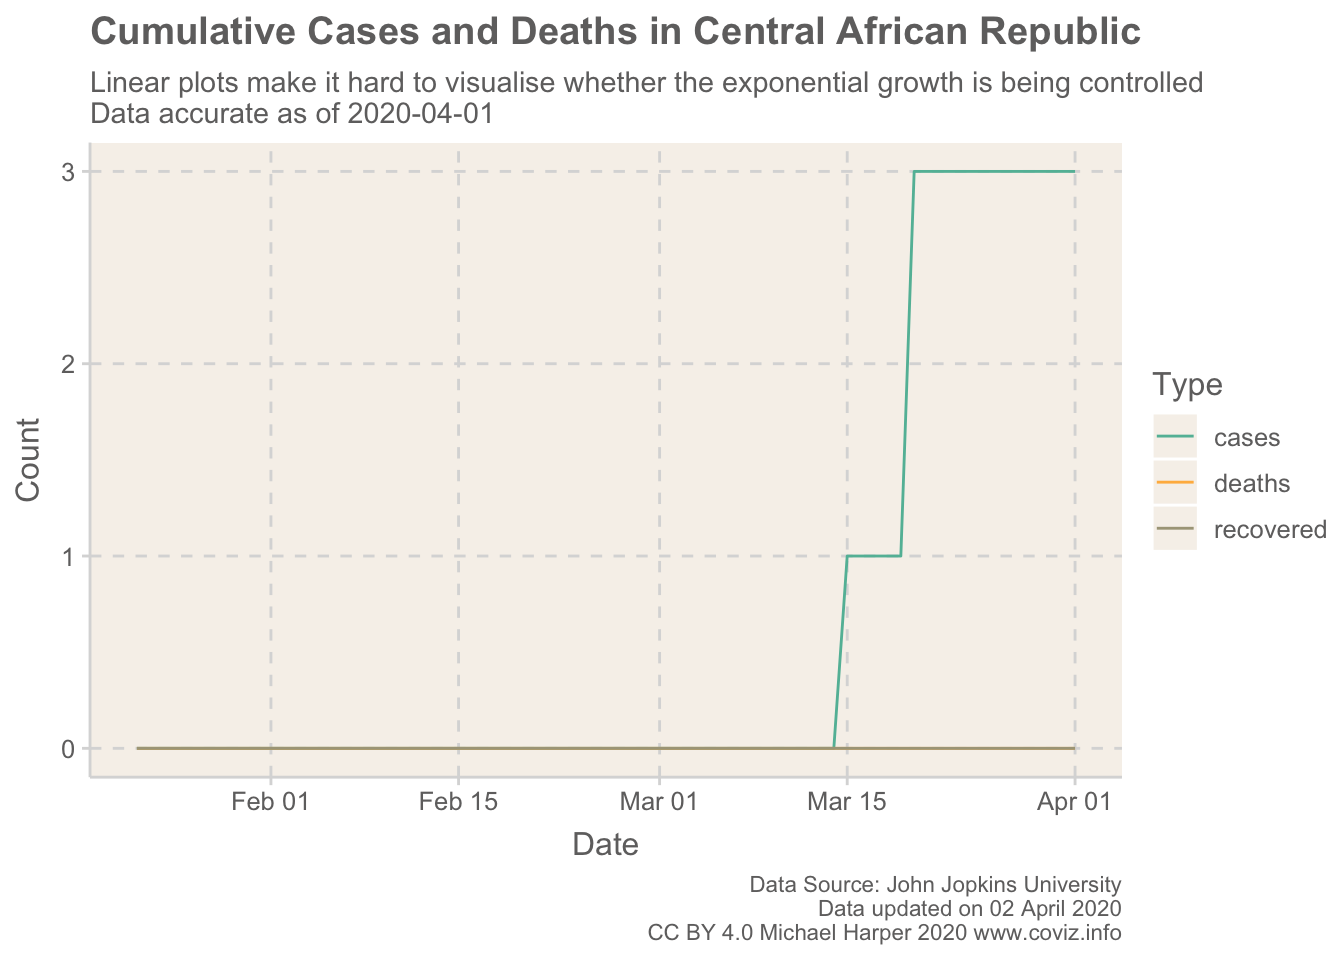 Cumulative Cases and Deaths in Central African Republic
Linear plots make it hard to visualise whether the exponential growth is being controlled
Data accurate as of 2020-04-01
3
2
1
0
Count
Feb 01
Feb 15
Mar 01
Mar 15
Apr 01
Date
Type
cases
deaths
recovered
Data Source: John Jopkins University
Data updated on 02 April 2020
CC BY 4.0 Michael Harper 2020 www.coviz.info